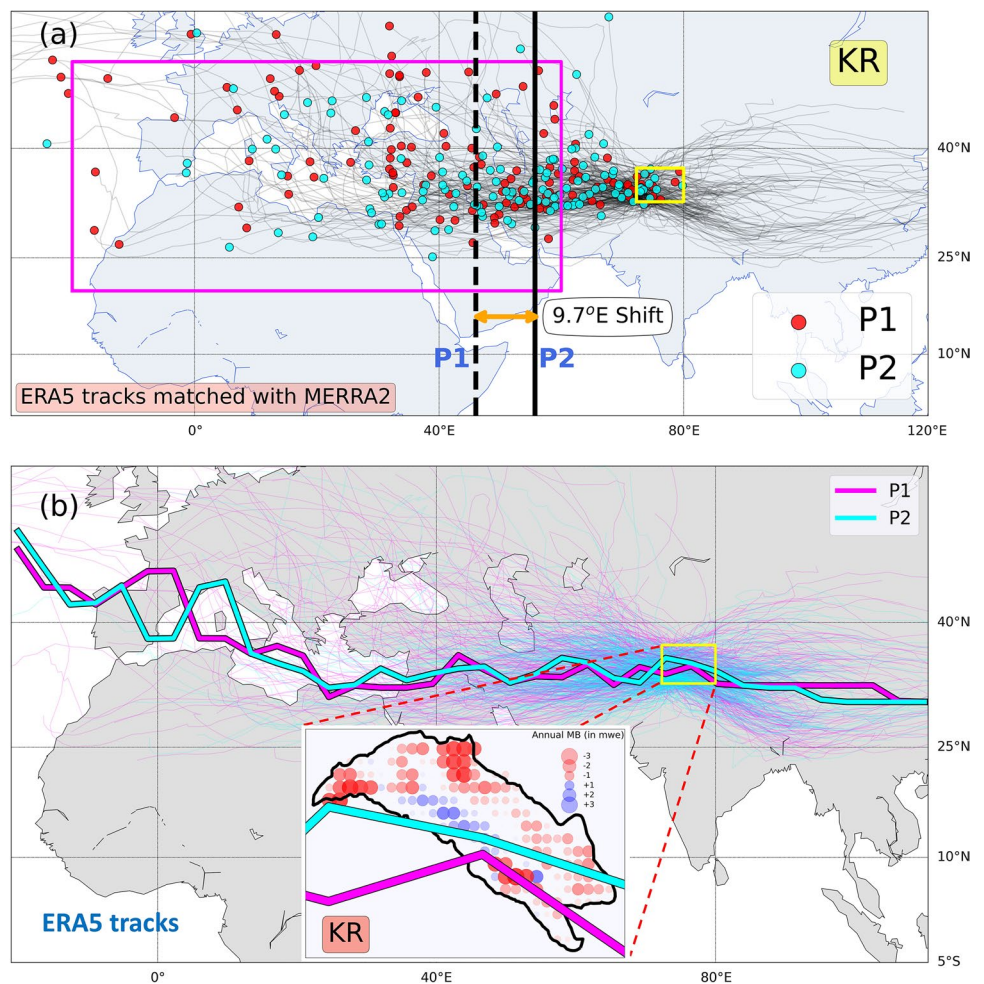 (a)
KR
40°N
25°N
9.7°E Shift
P1
P2
P1 P2
10°N
ERA5 tracks matched with MERRA2
0° 40°E 80°E 120°E
(b)
P1
P2
40°N
25°N
Annual MB (in mwe)
-3
-2
-1
+1
+2
+3
10°N
ERA5 tracks
KR
5°S
0° 40°E 80°E